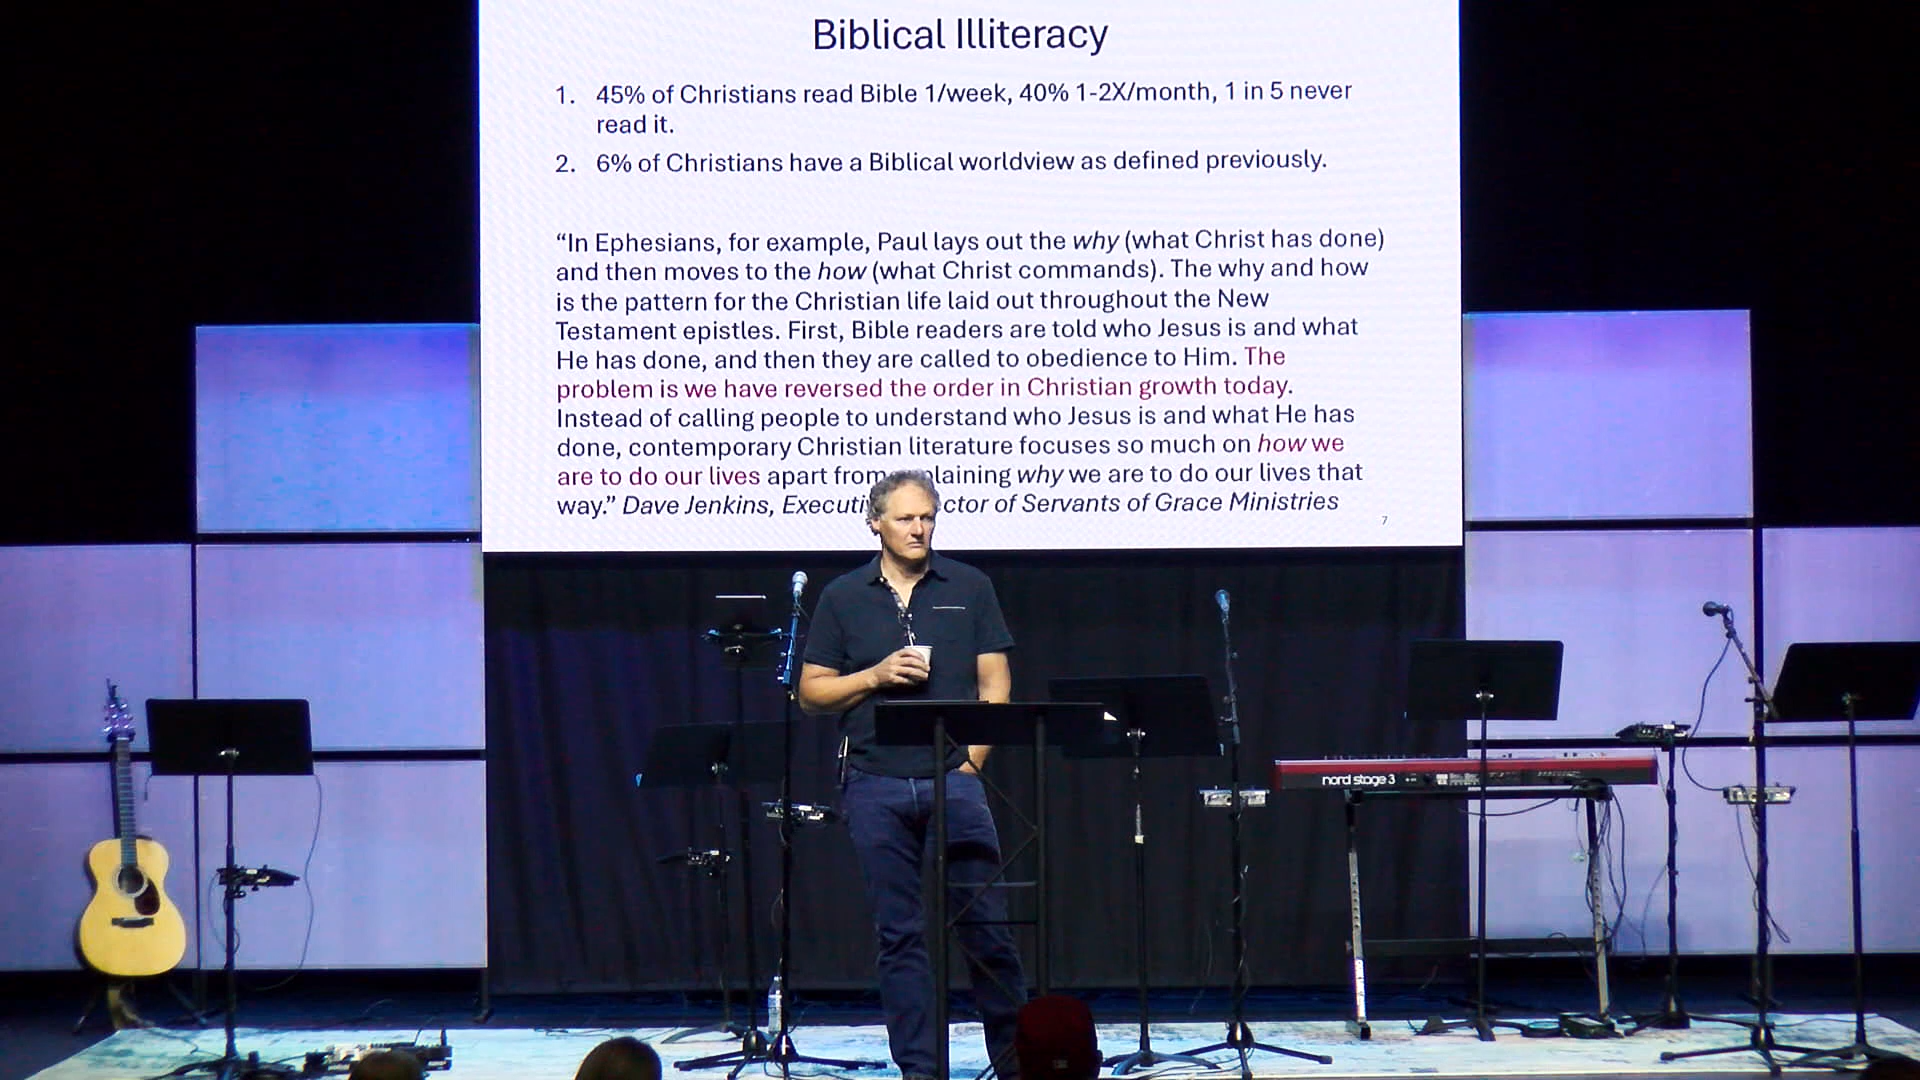 Biblical Illiteracy
1. 45% of Christians read Bible 1/week, 40% 1-2X/month, 1 in 5 never
read it.
2. 6% of Christians have a Biblical worldview as defined previously.
“In Ephesians, for example, Paul lays out the why (what Christ has done)
and then moves to the how (what Christ commands). The why and how
is the pattern for the Christian life laid out throughout the New
Testament epistles. First, Bible readers are told who Jesus is and what
He has done, and then they are called to obedience to Him. The
problem is we have reversed the order in Christian growth today.
Instead of calling people to understand who Jesus is and what He has
done, contemporary Christian literature focuses so much on how we
are to do our lives apart from laining why we are to do our lives that
way.” Dave Jenkins, Executi ctor of Servants of Grace Ministries
7
nord stage 3